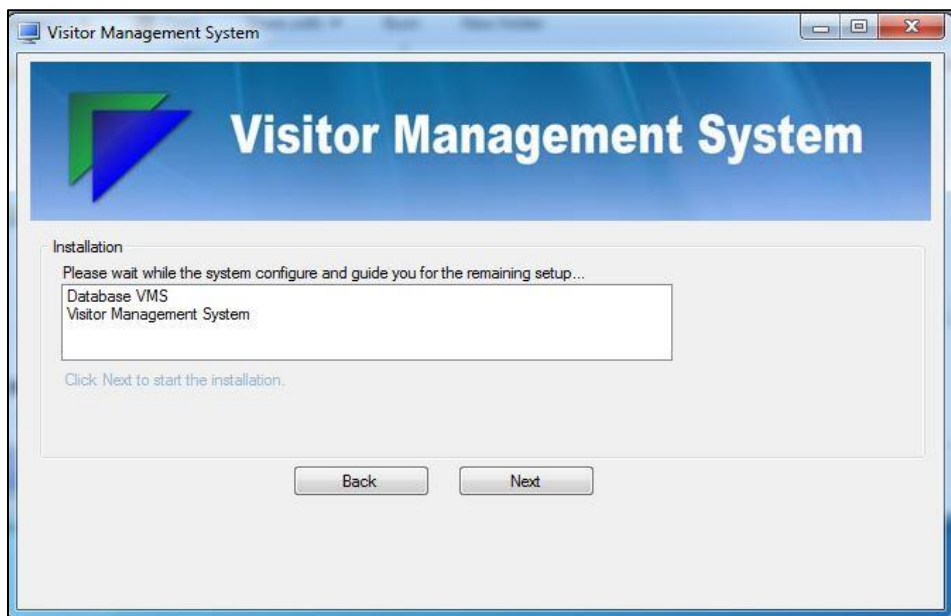 Visitor Management System
Visitor Management System
Installation
Please wait while the system configure and guide you for the remaining setup...
Database VMS
Visitor Management System
Click Next to start the installation.
Back
Next